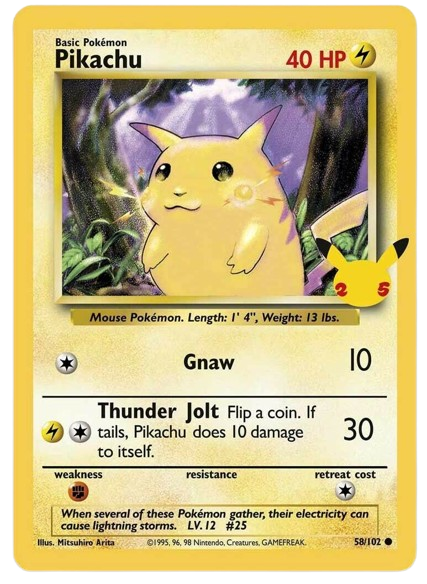 Basic Pokémon
Pikachu
40 HP
25
Mouse Pokémon. Length: 1' 4", Weight: 13 lbs.
Gnaw 10
Thunder Jolt Flip a coin. If
tails, Pikachu does 10 damage
to itself.
30
weakness resistance retreat cost
When several of these Pokémon gather, their electricity can
cause lightning storms. LV. 12 #25
Illus. Mitsuhiro Arita ©1995, 96, 98 Nintendo, Creatures, GAMEFREAK. 58/102